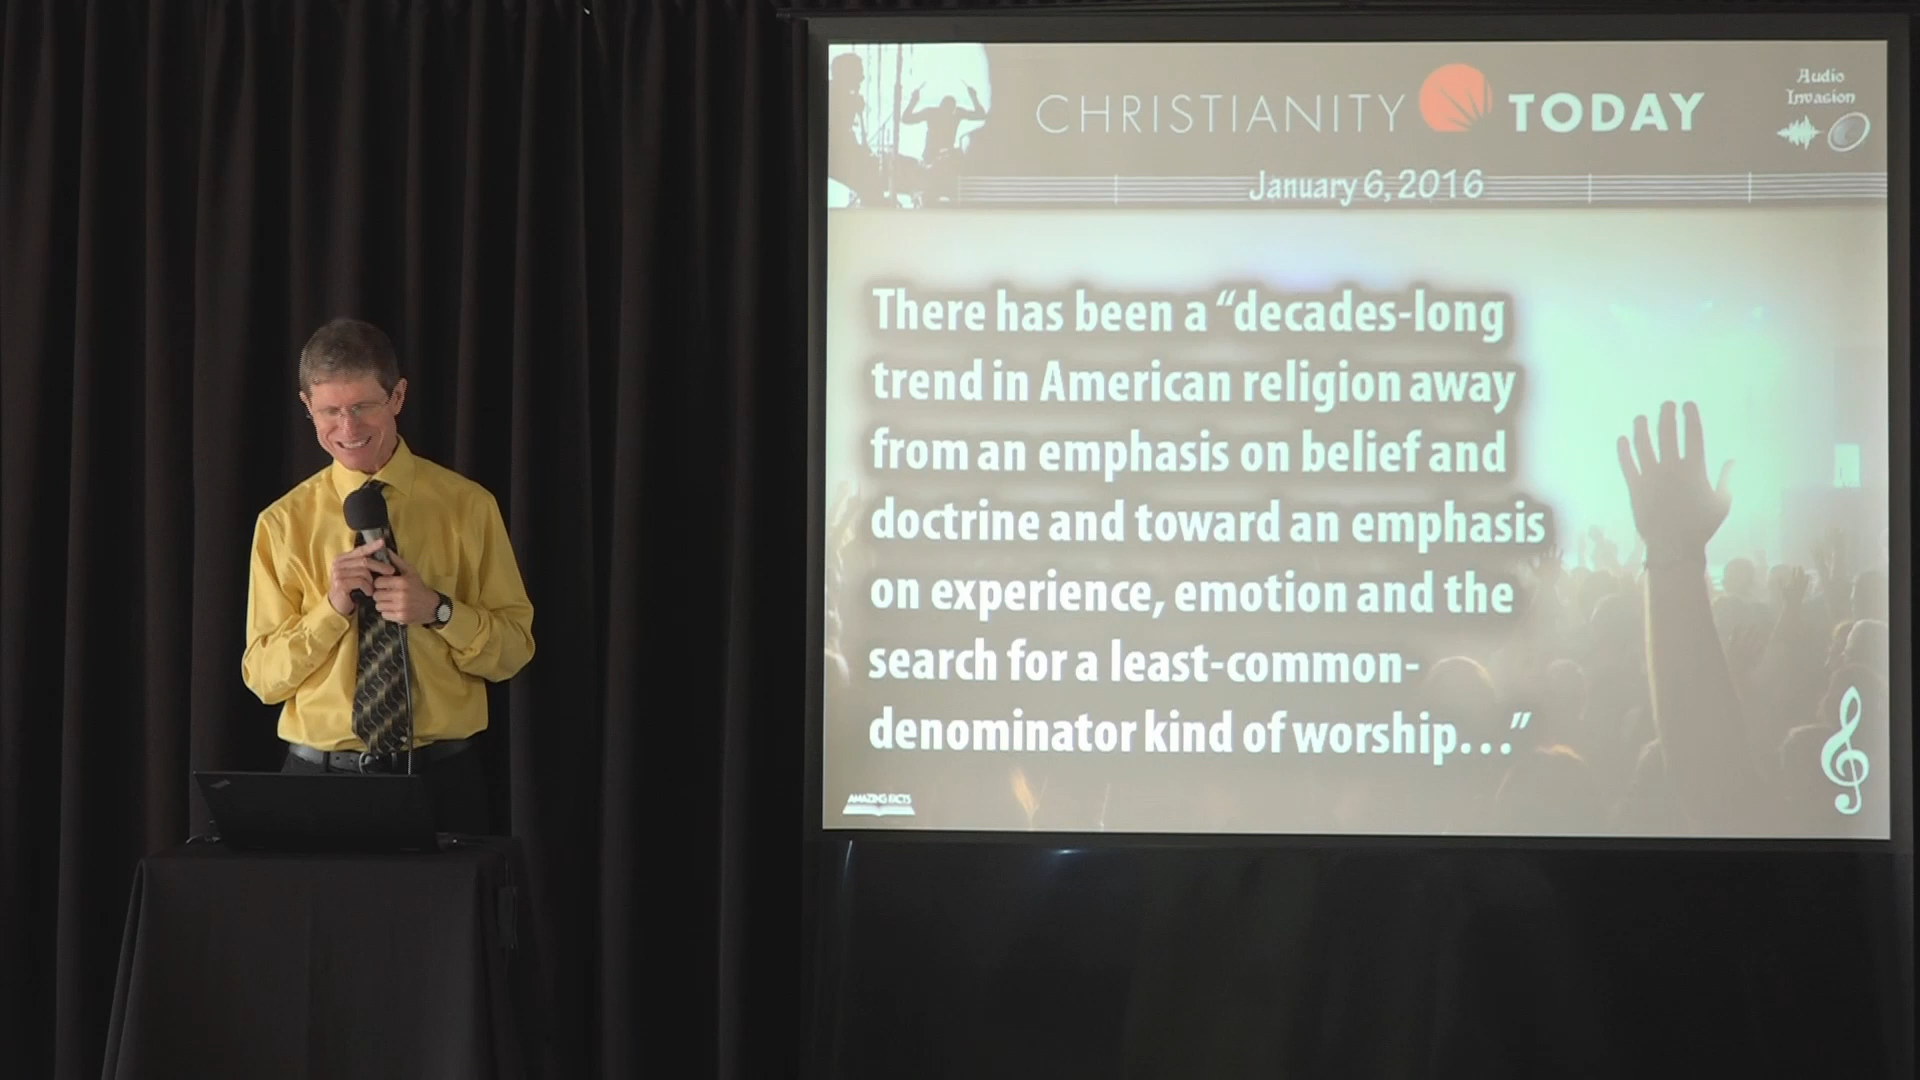 CHRISTIANITY TODAY
Audio
Invasion
January 6, 2016
There has been a “decades-long
trend in American religion away
from an emphasis on belief and
doctrine and toward an emphasis
on experience, emotion and the
search for a least-common-
denominator kind of worship…”
AMAZING FACTS